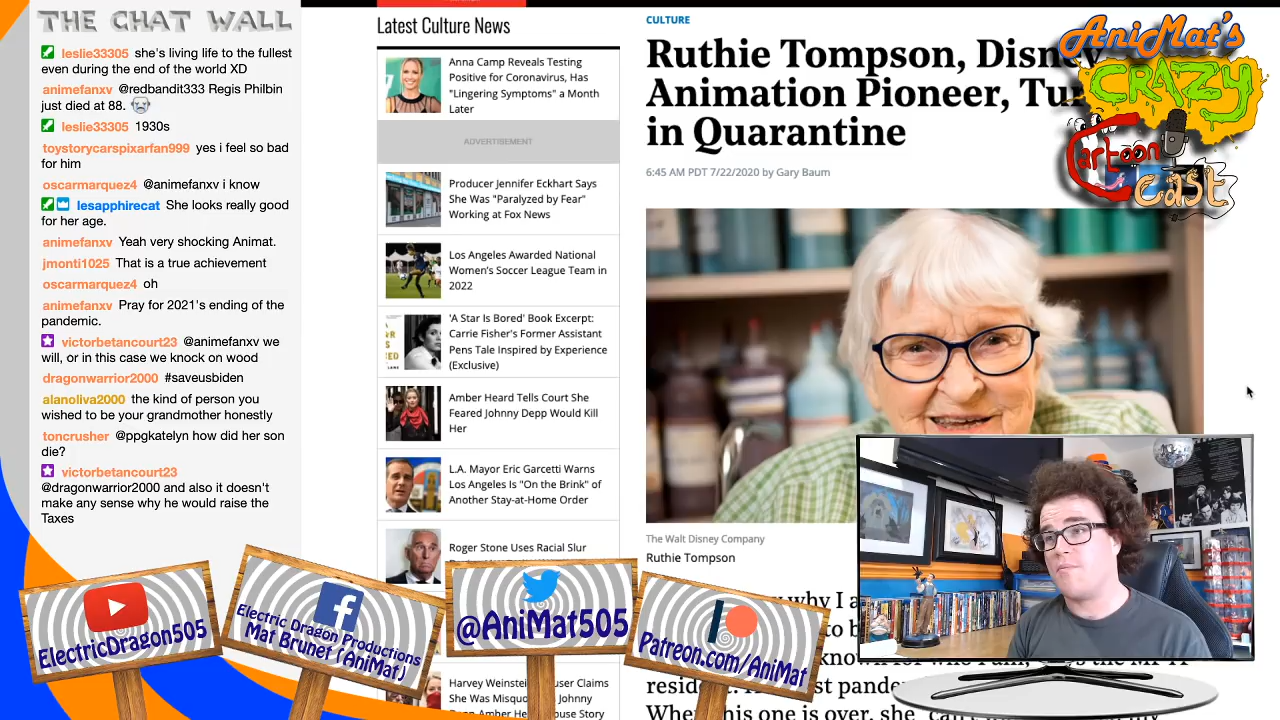 THE CHAT WALL
leslie33305 she's living life to the fullest
even during the end of the world XD
animefanxv @redbandit333 Regis Philbin
just died at 88.
leslie33305 1930s
toystorycarspixarfan999 yes i feel so bad
for him
oscarmarquez4 @animefanxv i know
lesapphirecat She looks really good
for her age.
animefanxv Yeah very shocking Animat.
jmonti1025 That is a true achievement
oscarmarquez4 oh
animefanxv Pray for 2021's ending of the
pandemic.
victorbetancourt23 @animefanxv we
will, or in this case we knock on wood
dragonwarrior2000 #saveusbiden
alanoliva2000 the kind of person you
wished to be your grandmother honestly
toncrusher @ppgkatelyn how did her son
die?
victorbetancourt23
@dragonwarrior2000 and also it doesn't
make any sense why he would raise the
Taxes
Latest Culture News
Anna Camp Reveals Testing
Positive for Coronavirus, Has
"Lingering Symptoms" a Month
Later
ADVERTISEMENT
Producer Jennifer Eckhart Says
She Was "Paralyzed by Fear"
Working at Fox News
Los Angeles Awarded National
Women's Soccer League Team in
2022
'A Star Is Bored' Book Excerpt:
Carrie Fisher's Former Assistant
Pens Tale Inspired by Experience
(Exclusive)
Amber Heard Tells Court She
Feared Johnny Depp Would Kill
Her
L.A. Mayor Eric Garcetti Warns
Los Angeles Is "On the Brink" of
Another Stay-at-Home Order
Roger Stone Uses Racial Slur
Harvey Weinstein
She Was Misquo Johnny
CULTURE
Ruthie Tompson, Disney
Animation Pioneer, Tu
in Quarantine
6:45 AM PDT 7/22/2020 by Gary Baum
The Walt Disney Company
Ruthie Tompson
AniMat's
CRAZY
Cartoon
Cast
ElectricDragon505
Electric Dragon Productions
Mat Brunet (AniMat)
@AniMat505
Patreon.com/AniMat